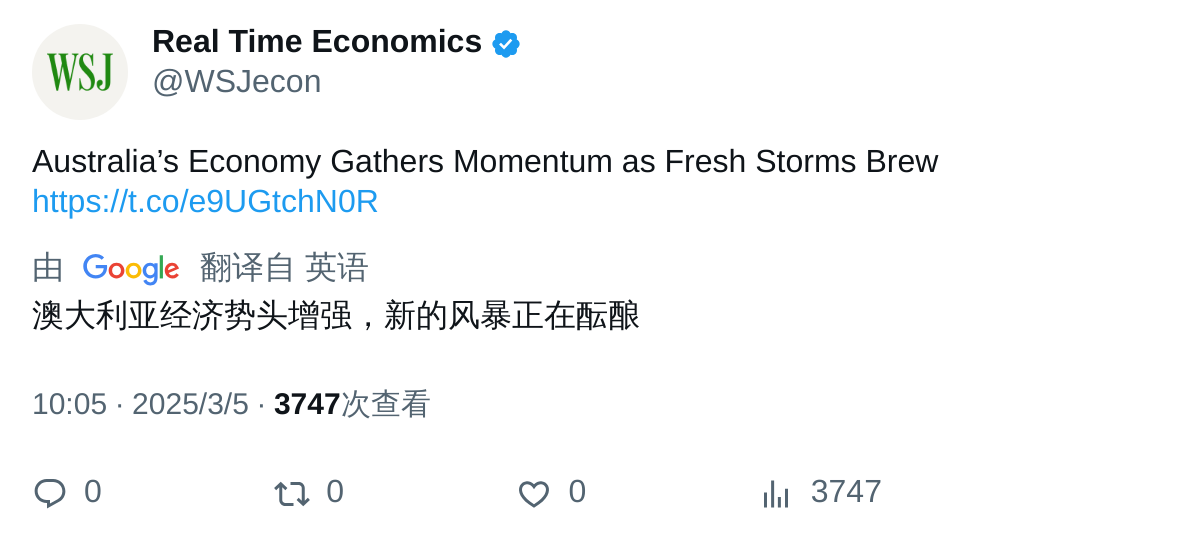 WSJ
Real Time Economics
@WSJecon
Australia’s Economy Gathers Momentum as Fresh Storms Brew
https://t.co/e9UGtchN0R
由 Google 翻译自 英语
澳大利亚经济势头增强，新的风暴正在酝酿
10:05 · 2025/3/5 · 3747次查看
0 0 0 3747